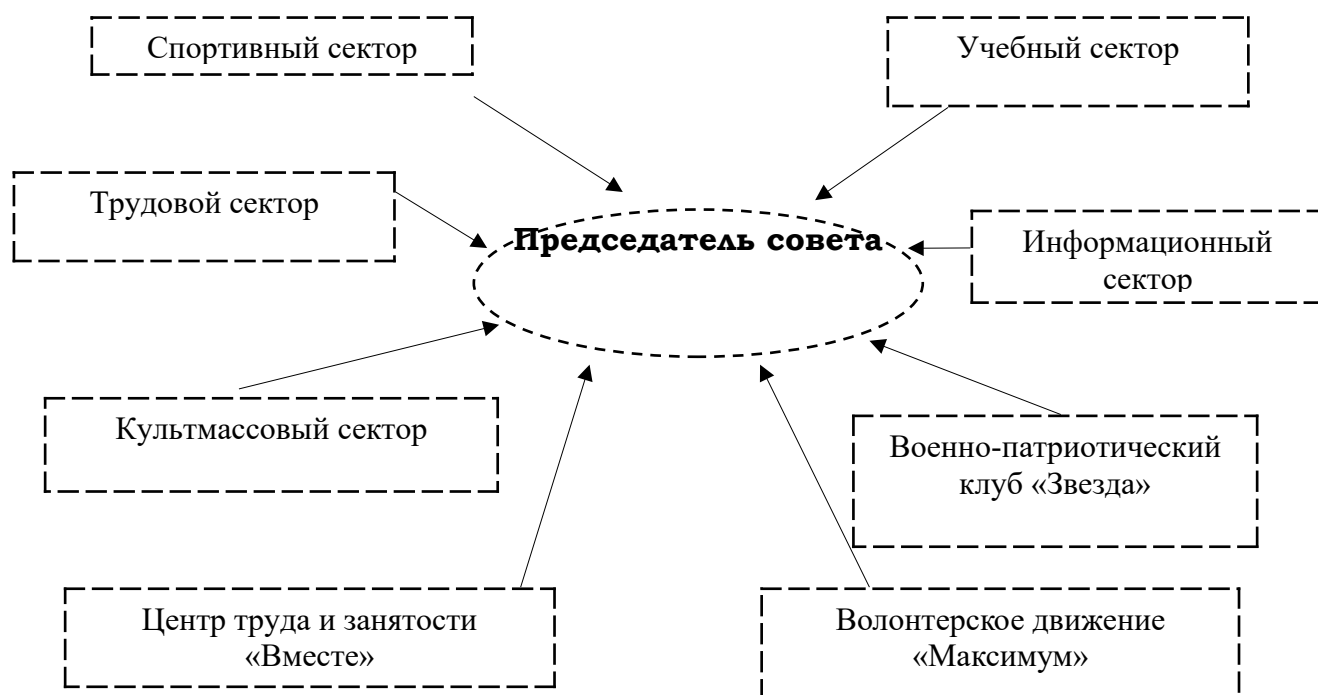 Спортивный сектор
Учебный сектор
Трудовой сектор
Председатель совета
Информационный
сектор
Культмассовый сектор
Военно-патриотический
клуб «Звезда»
Центр труда и занятости
«Вместе»
Волонтерское движение
«Максимум»